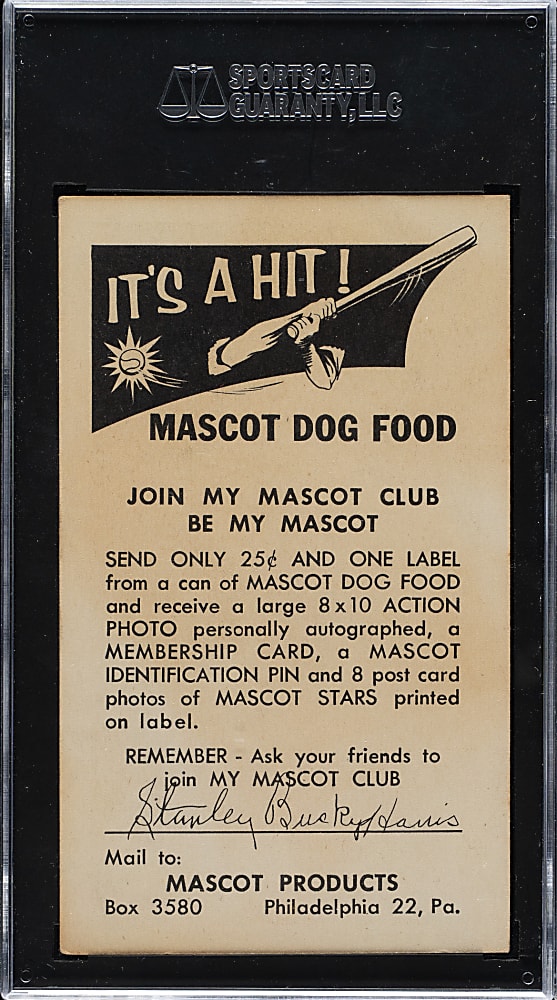 SPORTSCARD
GUARANTY, LLC
IT'S A HIT!
MASCOT DOG FOOD
JOIN MY MASCOT CLUB
BE MY MASCOT
SEND ONLY 25¢ AND ONE LABEL
from a can of MASCOT DOG FOOD
and receive a large 8x10 ACTION
PHOTO personally autographed, a
MEMBERSHIP CARD, a MASCOT
IDENTIFICATION PIN and 8 post card
photos of MASCOT STARS printed
on label.
REMEMBER - Ask your friends to
join MY MASCOT CLUB
Stanley Bucky Harris
Mail to:
MASCOT PRODUCTS
Box 3580 Philadelphia 22, Pa.